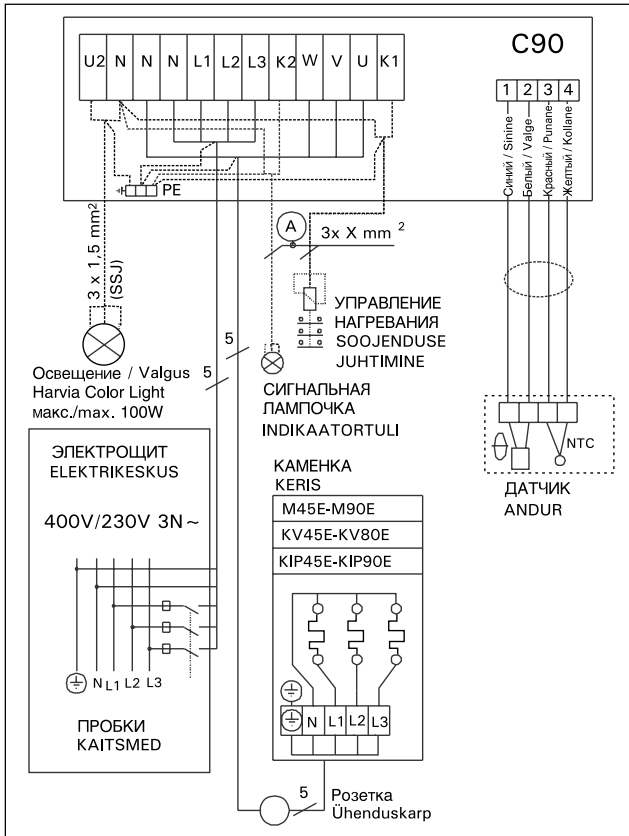 C90
U2 N N N L1 L2 L3 K2 W V U K1
1 2 3 4
Синий / Sinine
Белый / Valge
Красный / Punane
Желтый / Kollane
PE
3 x 1,5 mm²
(SSJ)
A
3x X mm ²
УПРАВЛЕНИЕ
НАГРЕВАНИЯ
SOOJENDUSE
JUHTIMINE
5
5
Освещение / Valgus
Harvia Color Light
макс./max. 100W
СИГНАЛЬНАЯ
ЛАМПОЧКА
INDIKAATORTULI
NTC
ДАТЧИК
ANDUR
ЭЛЕКТРОЩИТ
ELEKTRIKESKUS
400V/230V 3N~
N L1 L2 L3
ПРОБКИ
KAITSMED
КАМЕНКА
KERIS
M45E-M90E
KV45E-KV80E
KIP45E-KIP90E
N L1 L2 L3
5
Розетка
Ühenduskarp